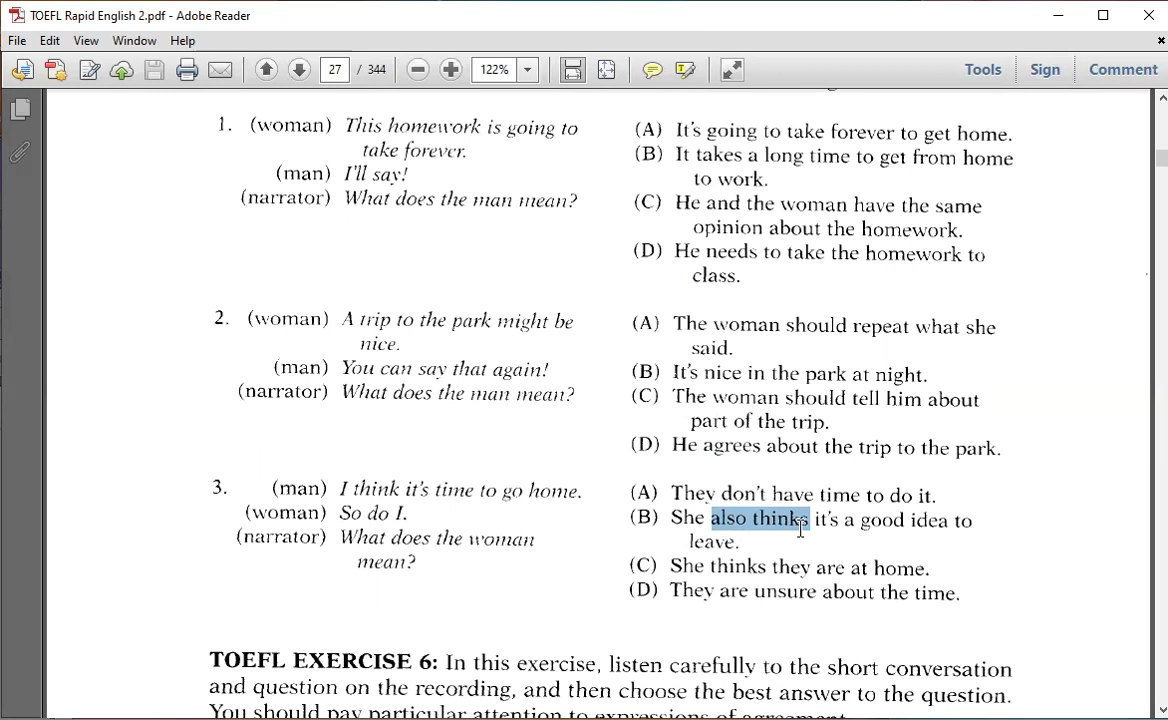 TOEFL Rapid English 2.pdf - Adobe Reader
File Edit View Window Help
27 / 344 122% Tools Sign Comment
1. (woman) This homework is going to
take forever.
(man) I'll say!
(narrator) What does the man mean?
(A) It's going to take forever to get home.
(B) It takes a long time to get from home
to work.
(C) He and the woman have the same
opinion about the homework.
(D) He needs to take the homework to
class.
2. (woman) A trip to the park might be
nice.
(man) You can say that again!
(narrator) What does the man mean?
(A) The woman should repeat what she
said.
(B) It's nice in the park at night.
(C) The woman should tell him about
part of the trip.
(D) He agrees about the trip to the park.
3. (man) I think it's time to go home.
(woman) So do I.
(narrator) What does the woman
mean?
(A) They don't have time to do it.
(B) She also thinks it's a good idea to
leave.
(C) She thinks they are at home.
(D) They are unsure about the time.
TOEFL EXERCISE 6: In this exercise, listen carefully to the short conversation
and question on the recording, and then choose the best answer to the question.
You should pay particular attention to expressions of agreement.